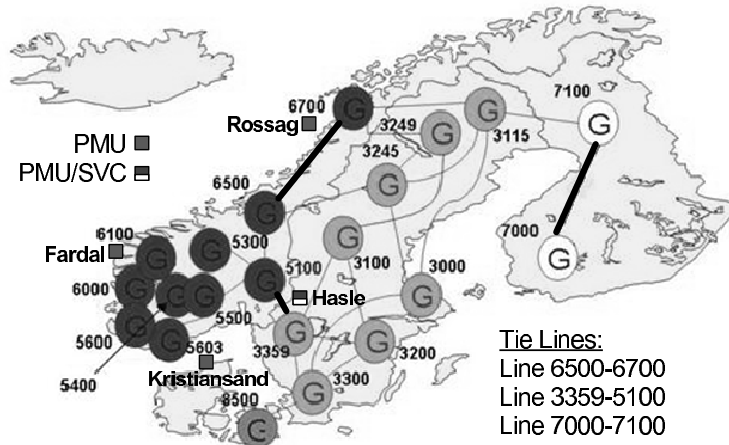 7100
6700
G
G
Rossag
3249
G
G
3115
PMU
3245
PMU/SVC
6500
G
G
6100
5300
G
7000
Fardal
G
G
5100
3100
G
G
3000
6000
G
G
G
Hasle
G
5500
G
5600
G
5603
3359
G
G
3200
5400
Kristiansand
G
3300
8500
G
Tie Lines:
Line 6500-6700
Line 3359-5100
Line 7000-7100